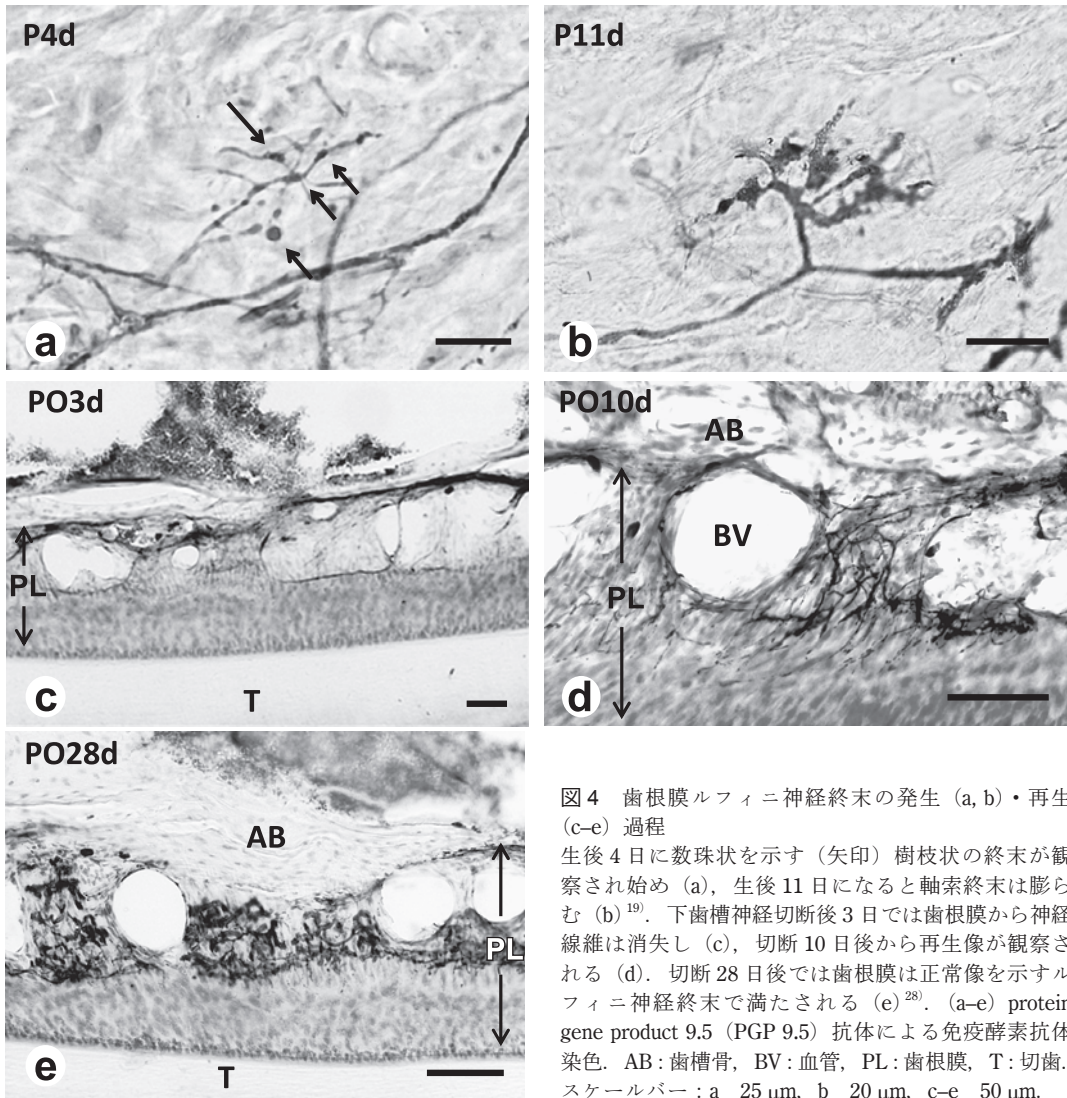 P4d
a
P11d
b
PO3d
PL
T
c
PO10d
AB
BV
PL
d
PO28d
AB
PL
T
e
図4　歯根膜ルフィニ神経終末の発生（a, b）・再生
（c–e）過程
生後 4 日に数珠状を示す（矢印）樹枝状の終末が観
察され始め（a），生後 11 日になると軸索終末は膨ら
む（b）19)．下歯槽神経切断後 3 日では歯根膜から神経
線維は消失し（c），切断 10 日後から再生像が観察さ
れる（d）．切断 28 日後では歯根膜は正常像を示すル
フィニ神経終末で満たされる（e）28)．（a–e）protein
gene product 9.5（PGP 9.5）抗体による免疫酵素抗体
染色．AB：歯槽骨，BV：血管，PL：歯根膜，T：切歯．
スケールバー：a　25 μm，b　20 μm，c–e　50 μm．